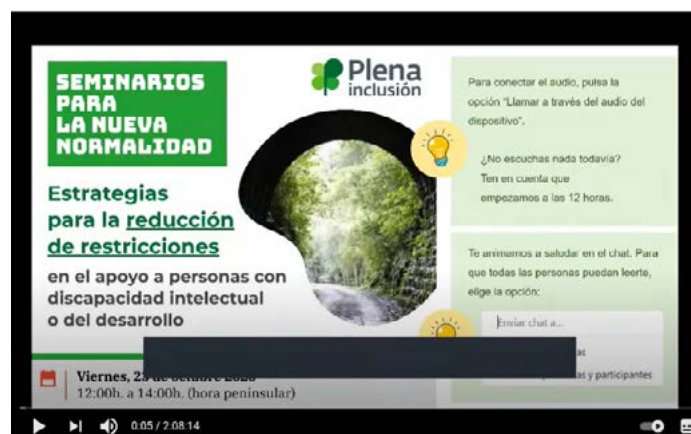 SEMINARIOS
PARA
LA NUEVA
NORMALIDAD
Plena
inclusión
Estrategias
para la reducción
de restricciones
en el apoyo a personas con
discapacidad intelectual
o del desarrollo
Viernes,
12:00h. a 14:00h. (hora peninsular)
Para conectar el audio, pulsa la
opción "Llamar a través del audio del
dispositivo".
¿No escuchas nada todavía?
Ten en cuenta que
empezamos a las 12 horas.
Te animamos a saludar en el chat. Para
que todas las personas puedan leerte,
elige la opción:
Enviar chat a...
as y participantes
0:05 / 2:08:14